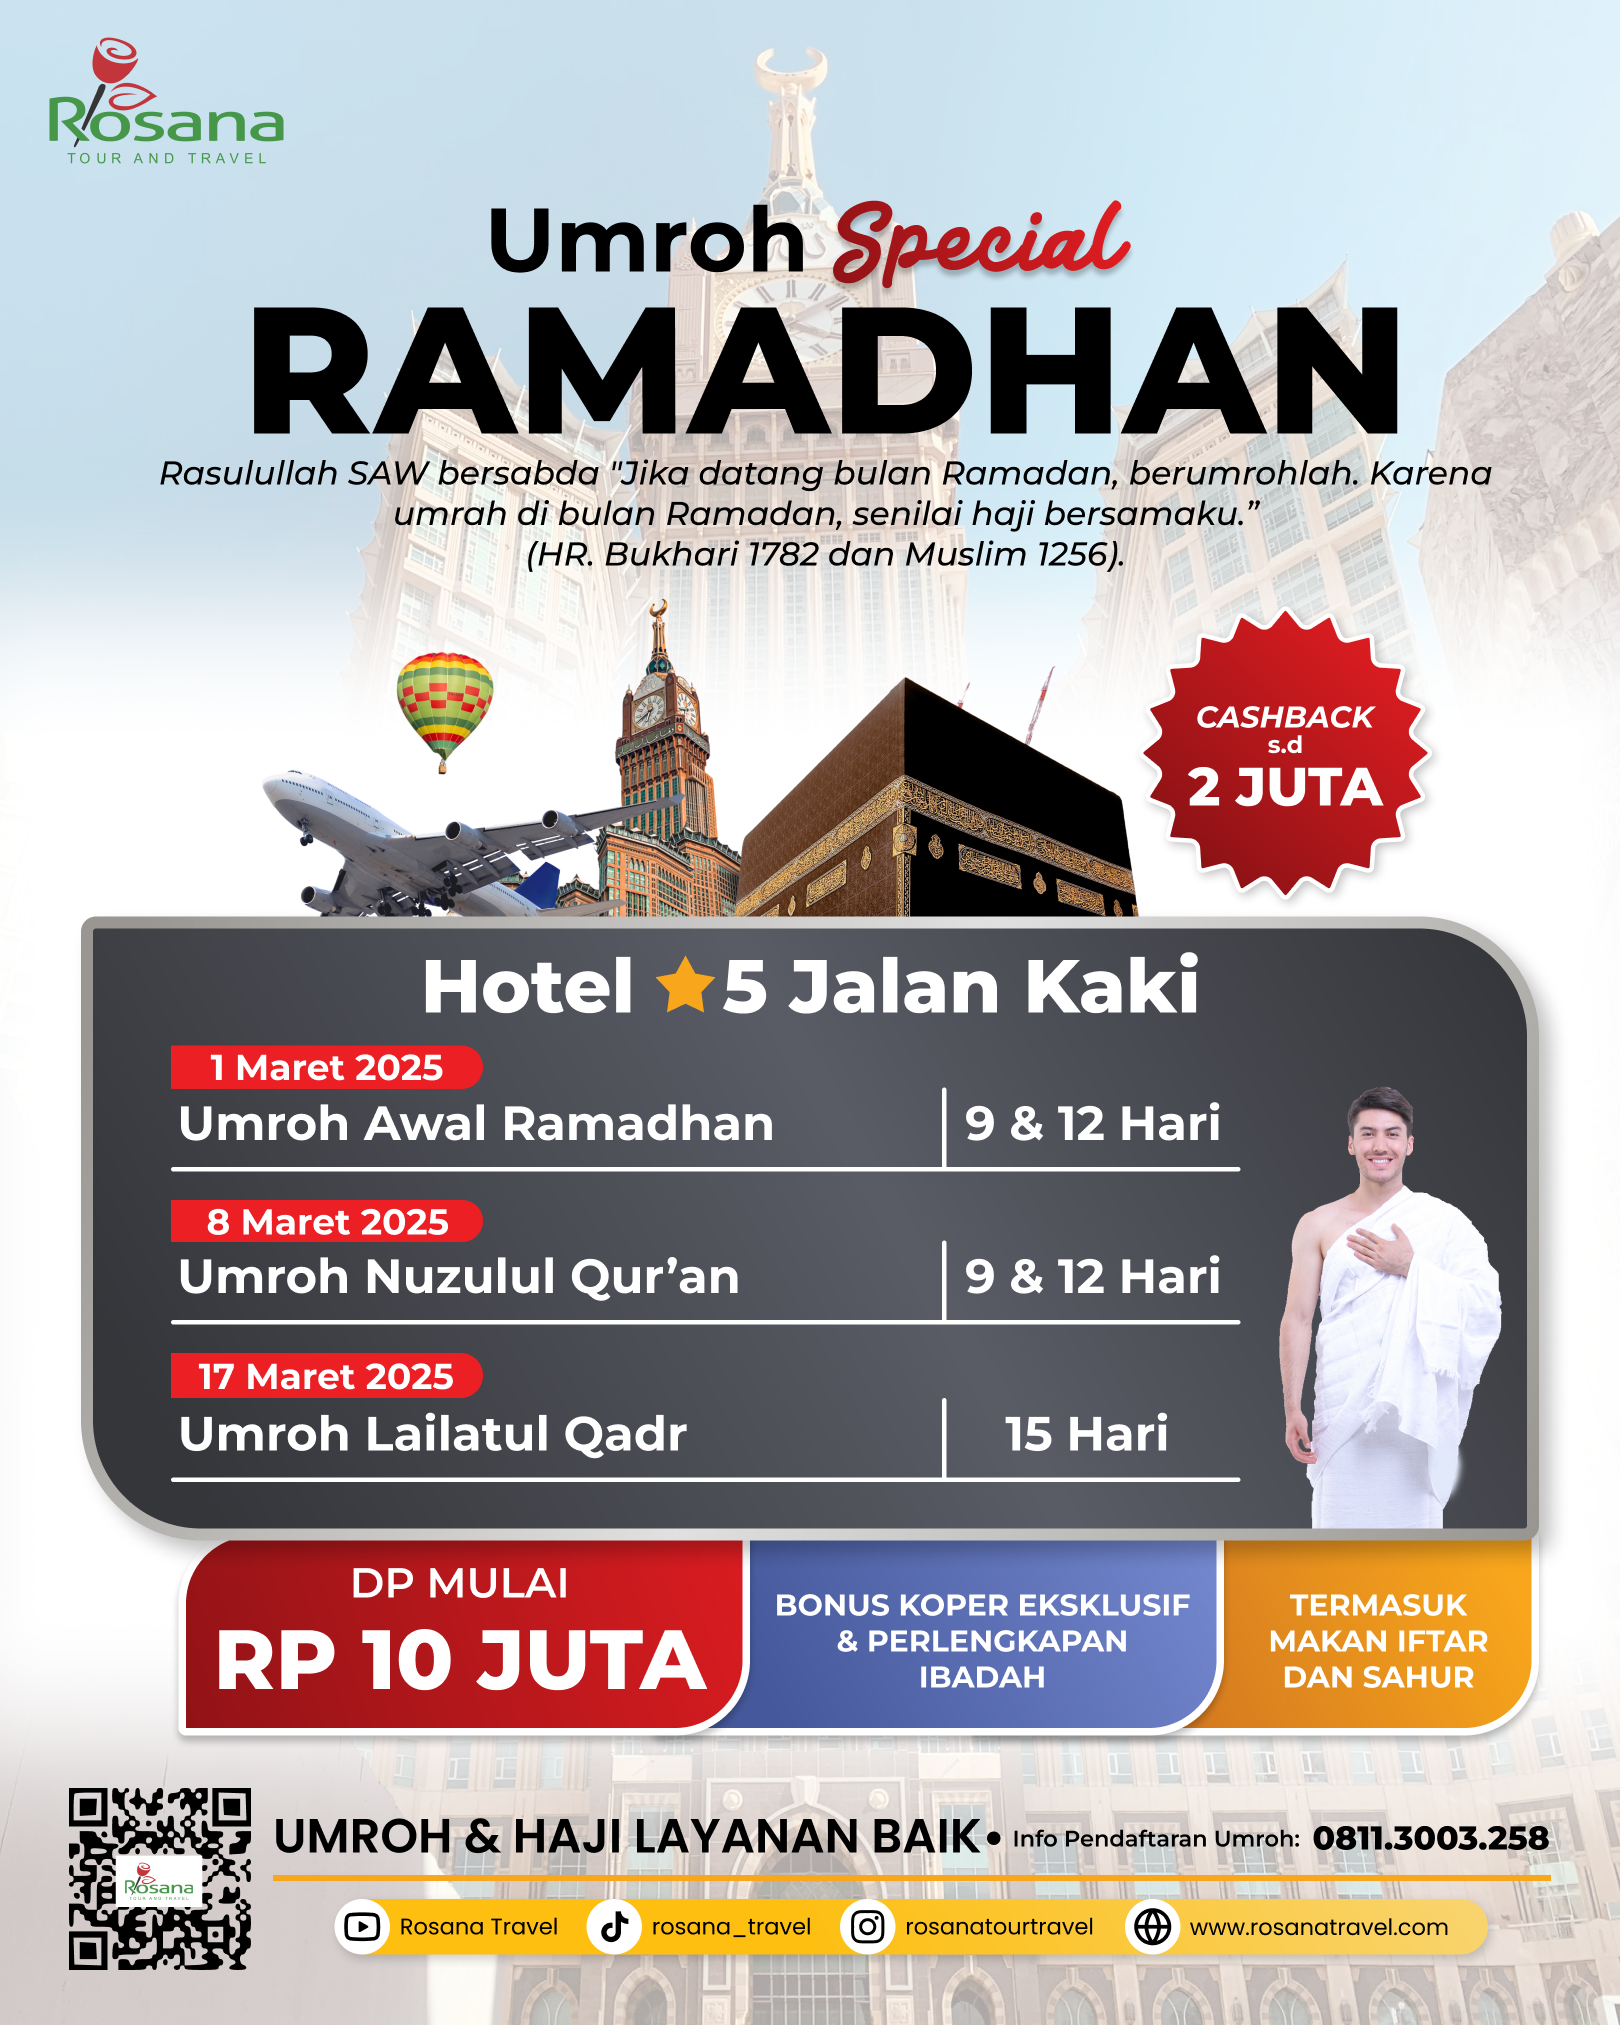 Rosana
TOUR AND TRAVEL
Umroh Special
RAMADHAN
Rasulullah SAW bersabda "Jika datang bulan Ramadan, berumrohlah. Karena
umrah di bulan Ramadan, senilai haji bersamaku.”
(HR. Bukhari 1782 dan Muslim 1256).
CASHBACK
s.d
2 JUTA
Hotel ★5 Jalan Kaki
1 Maret 2025
Umroh Awal Ramadhan 9 & 12 Hari
8 Maret 2025
Umroh Nuzulul Qur’an 9 & 12 Hari
17 Maret 2025
Umroh Lailatul Qadr 15 Hari
DP MULAI
RP 10 JUTA
BONUS KOPER EKSKLUSIF
& PERLENGKAPAN
IBADAH
TERMASUK
MAKAN IFTAR
DAN SAHUR
UMROH & HAJI LAYANAN BAIK • Info Pendaftaran Umroh: 0811.3003.258
Rosana
TOUR AND TRAVEL
Rosana Travel rosana_travel rosanatourtravel www.rosanatravel.com